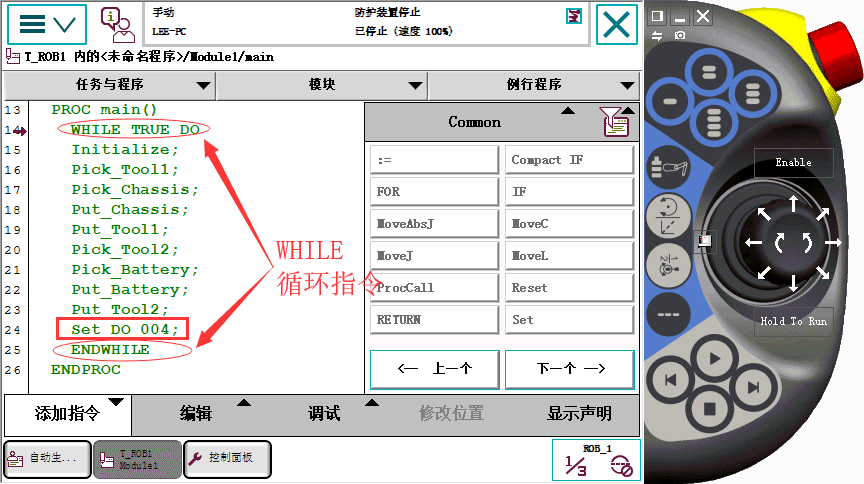 手动
防护装置停止
LEE-PC
已停止 (速度 100%)
T_ROB1 内的<未命名程序>/Module1/main
任务与程序
模块
例行程序
13 PROC main()
14 WHILE TRUE DO
15 Initialize;
16 Pick_Tool1;
17 Pick_Chassis;
18 Put_Chassis;
19 Put_Tool1;
20 Pick_Tool2;
21 Pick_Battery;
22 Put_Battery;
23 Put_Tool2;
24 Set DO_004;
25 ENDWHILE
26 ENDPROC
WHILE
循环指令
Common
:= Compact IF
FOR IF
MoveAbsJ MoveC
MoveJ MoveL
ProcCall Reset
RETURN Set
<— 上一个
下一个 —>
添加指令
编辑
调试
修改位置
显示声明
自动生...
T_ROB1
Module1
控制面板
ROB_1
1/3
Enable
Hold To Run